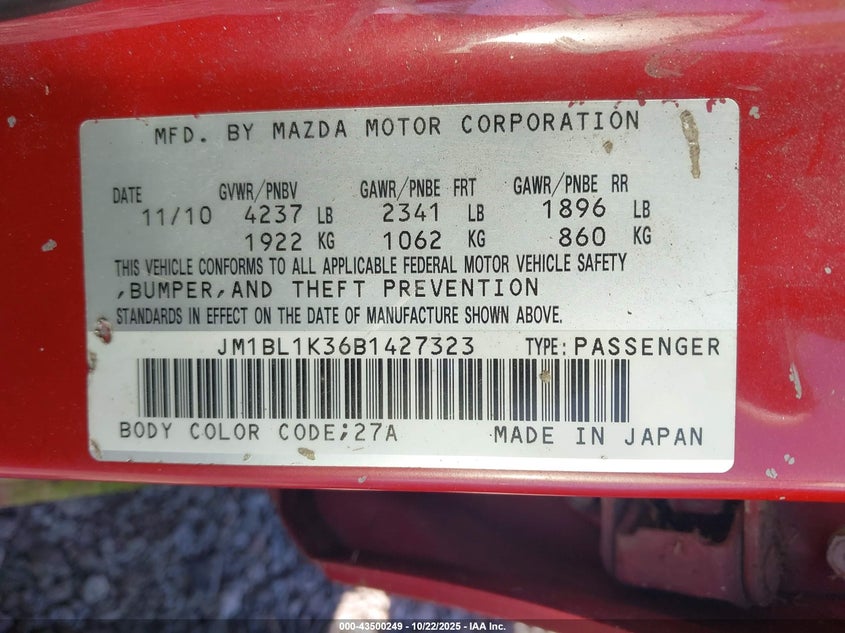 MFD. BY MAZDA MOTOR CORPORATION
DATE GVWR/PNBV GAWR/PNBE FRT GAWR/PNBE RR
11/10 4237 LB 2341 LB 1896 LB
1922 KG 1062 KG 860 KG
THIS VEHICLE CONFORMS TO ALL APPLICABLE FEDERAL MOTOR VEHICLE SAFETY
,BUMPER,AND THEFT PREVENTION
STANDARDS IN EFFECT ON THE DATE OF MANUFACTURE SHOWN ABOVE.
JM1BL1K36B1427323 TYPE: PASSENGER
BODY COLOR CODE;27A MADE IN JAPAN
000-43500249 - 10/22/2025 - IAA Inc.